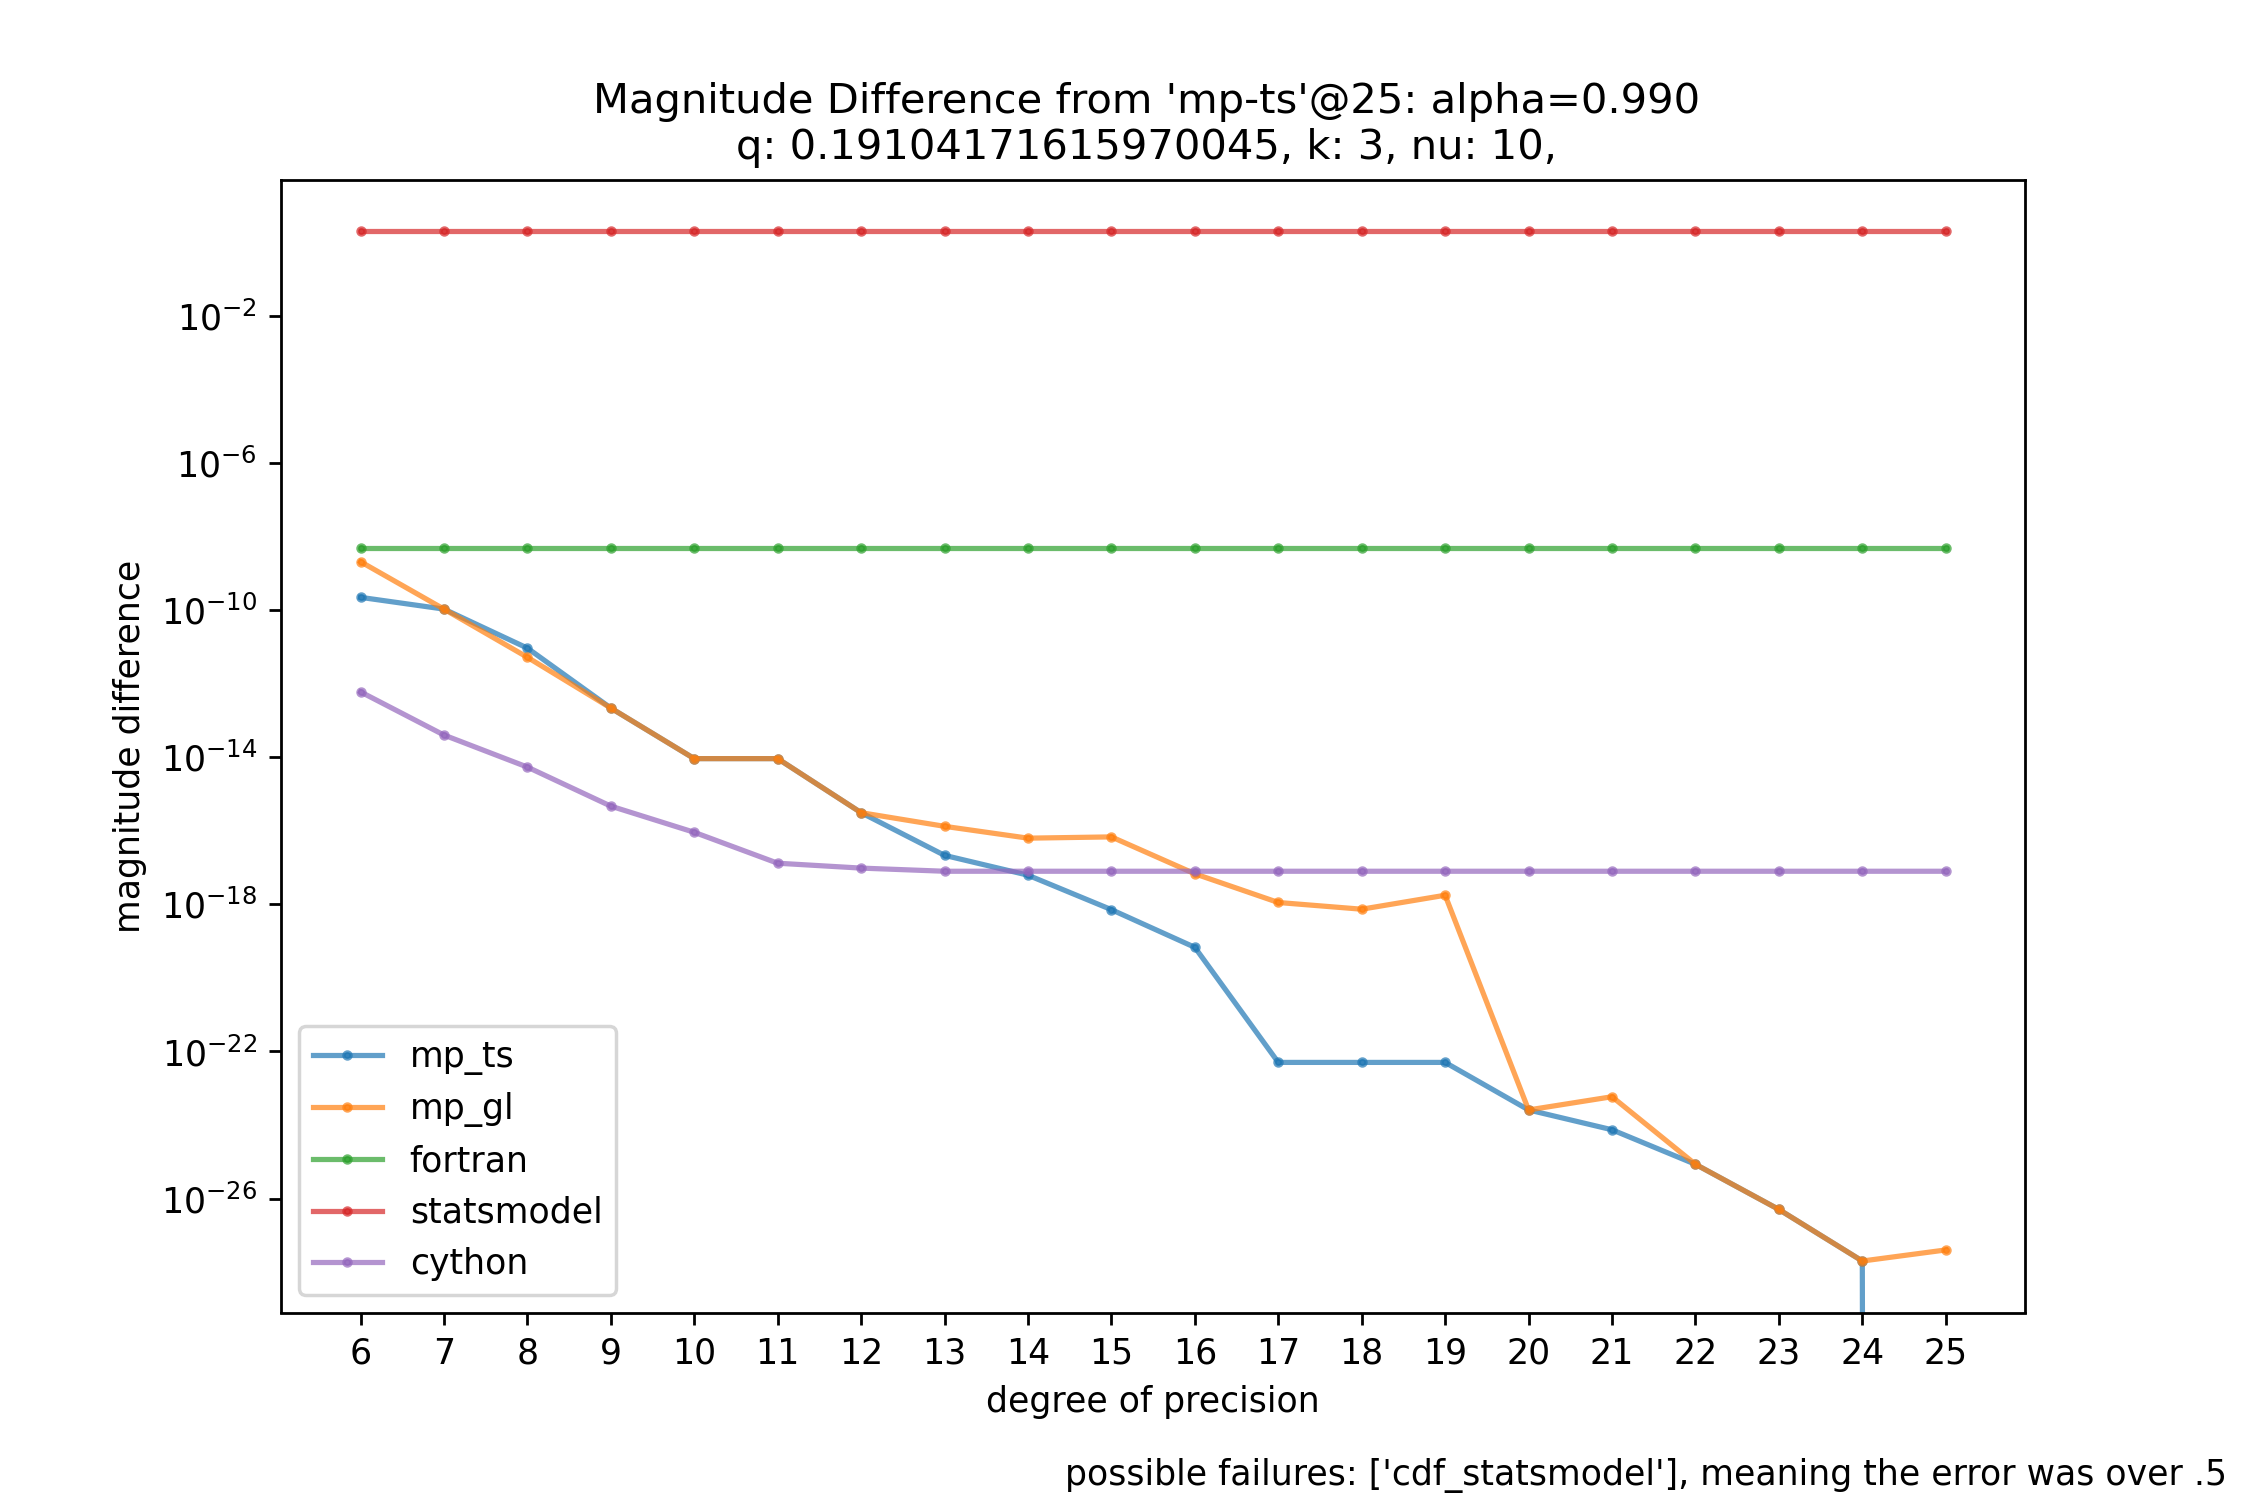 Magnitude Difference from 'mp-ts'@25: alpha=0.990
q: 0.19104171615970045, k: 3, nu: 10,
magnitude difference
10⁻²
10⁻⁶
10⁻¹⁰
10⁻¹⁴
10⁻¹⁸
10⁻²²
10⁻²⁶
mp_ts
mp_gl
fortran
statsmodel
cython
6 7 8 9 10 11 12 13 14 15 16 17 18 19 20 21 22 23 24 25
degree of precision
possible failures: ['cdf_statsmodel'], meaning the error was over .5